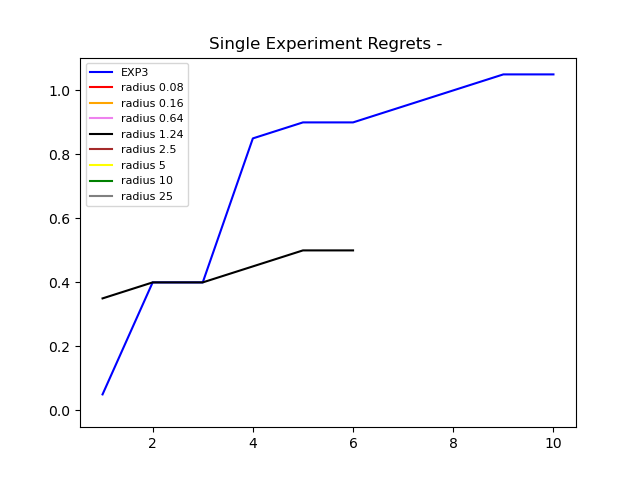 Single Experiment Regrets -
EXP3
radius 0.08
radius 0.16
radius 0.64
radius 1.24
radius 2.5
radius 5
radius 10
radius 25
1.0
0.8
0.6
0.4
0.2
0.0
2 4 6 8 10